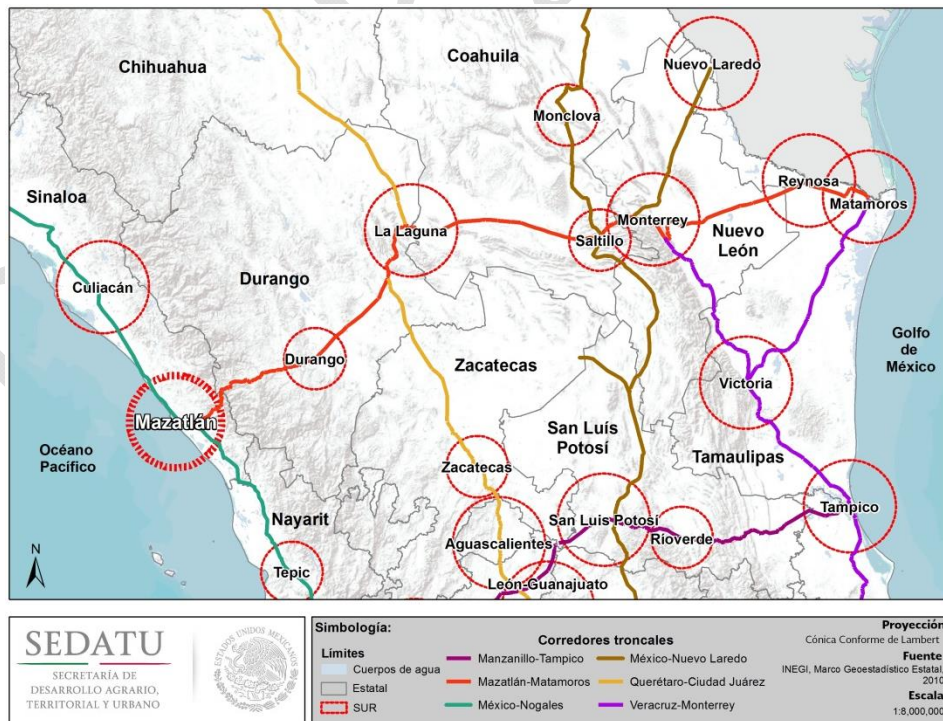 Chihuahua
Coahuila
Nuevo Laredo
Monclova
Sinaloa
Reynosa
Matamoros
La Laguna
Monterrey
Saltillo
Nuevo
León
Culiacán
Durango
Golfo
de
México
Durango
Zacatecas
Victoria
Mazatlán
Océano
Pacífico
San Luís
Potosí
Tamaulipas
Zacatecas
Tampico
Nayarit
San Luis Potosí
Rioverde
Aguascalientes
N
Tepic
León-Guanajuato
SEDATU
SECRETARÍA DE
DESARROLLO AGRARIO,
TERRITORIAL Y URBANO
ESTADOS UNIDOS MEXICANOS
Simbología:
Límites
Cuerpos de agua
Estatal
SUR
Corredores troncales
Manzanillo-Tampico
México-Nuevo Laredo
Mazatlán-Matamoros
Querétaro-Ciudad Juárez
México-Nogales
Veracruz-Monterrey
Proyección
Cónica Conforme de Lambert
Fuente
INEGI, Marco Geoestadístico Estatal,
2010
Escala
1:8,000,000